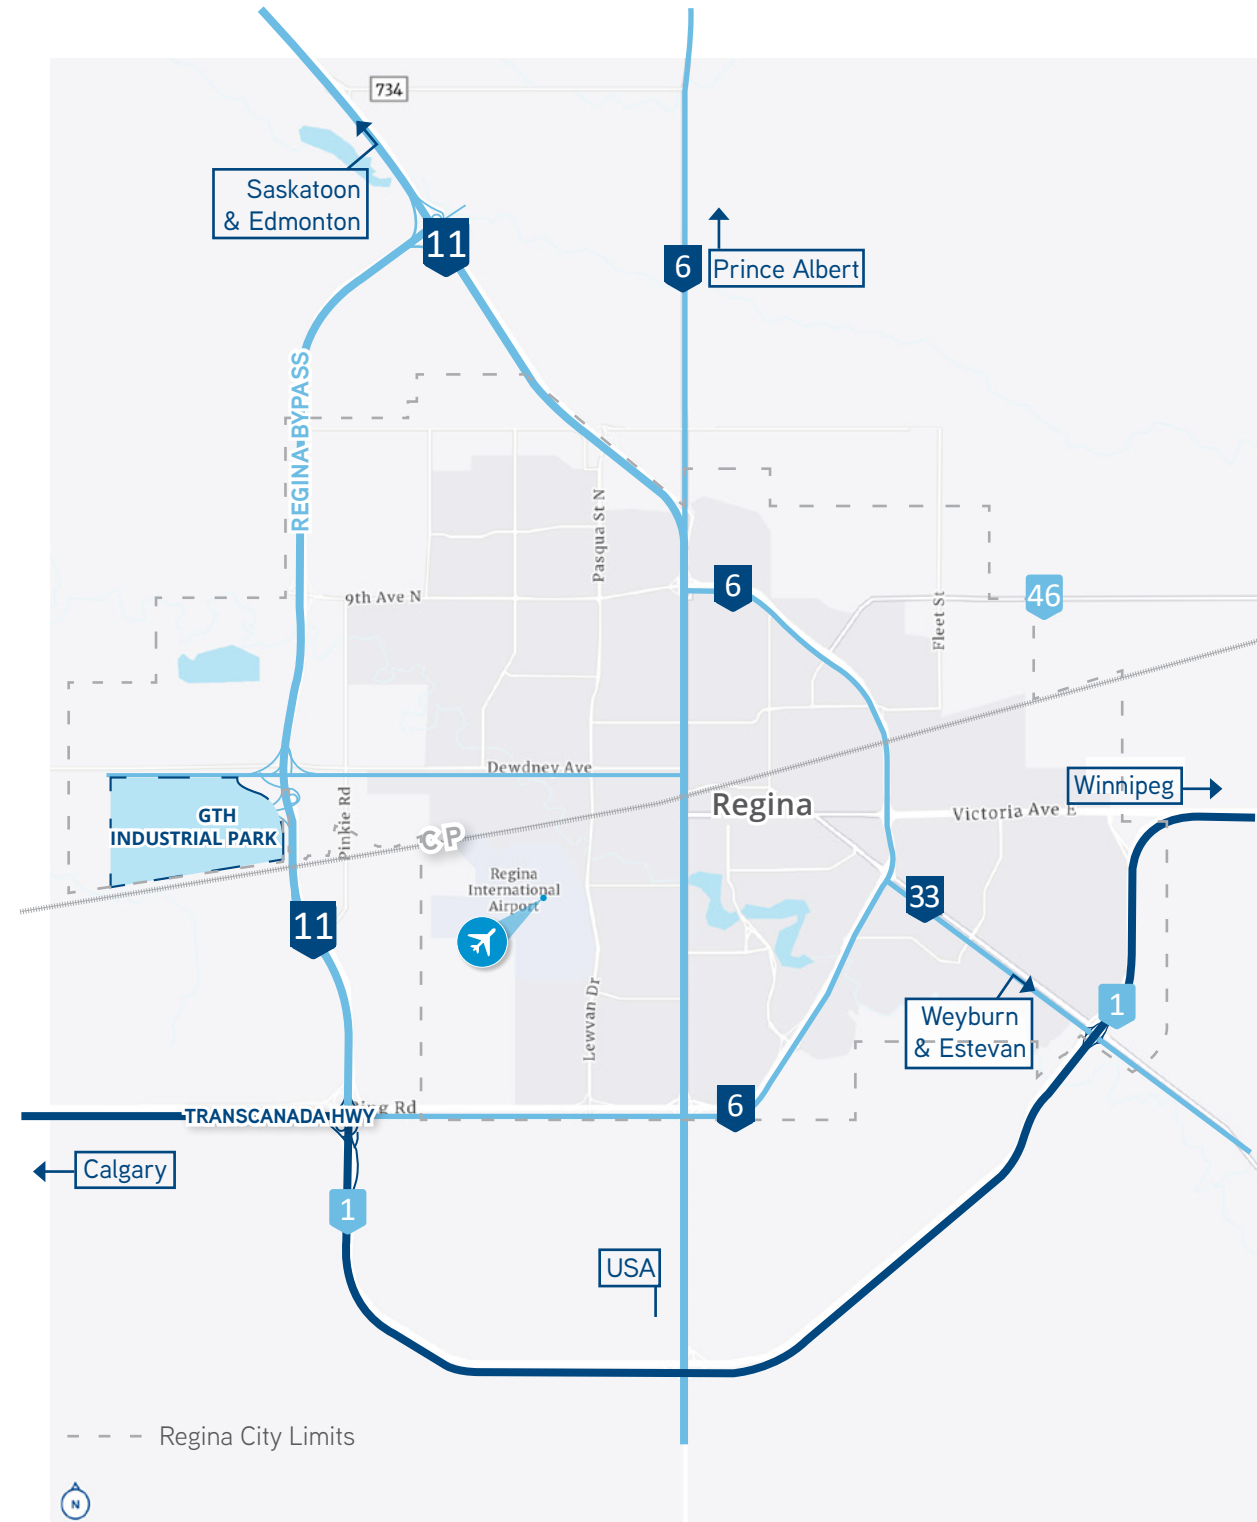 734
Saskatoon
& Edmonton
11
6
Prince Albert
REGINA BYPASS
Pasqua St N
6
9th Ave N
Fleet St
46
Dewdney Ave
Winnipeg
Regina
Victoria Ave E
GTH
INDUSTRIAL PARK
Pinkie Rd
CP
Regina
International
Airport
33
11
Lewvan Dr
Weyburn
& Estevan
1
Ring Rd
TRANSCANADA HWY
6
Calgary
1
USA
Regina City Limits
N